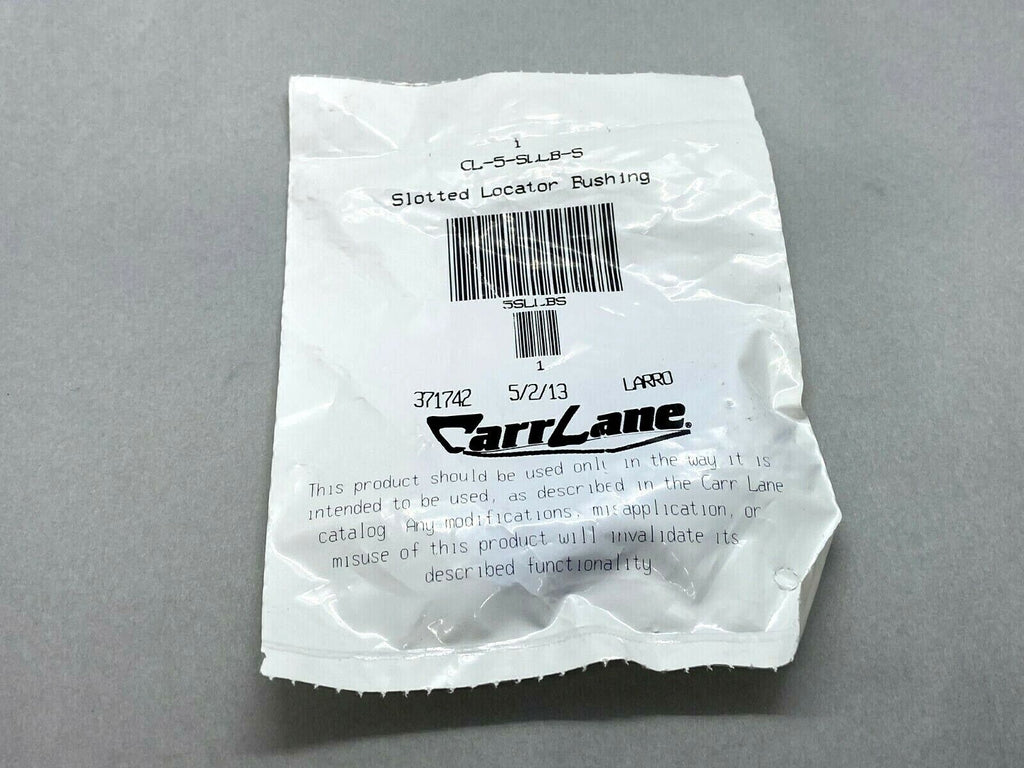 1
CL-5-SLLB-S
Slotted Locator Bushing
5SLLBS
1
371742 5/2/13 LARRO
CarrLane®
This product should be used only in the way it is
intended to be used, as described in the Carr Lane
catalog. Any modifications, misapplication, or
misuse of this product will invalidate its
described functionality.